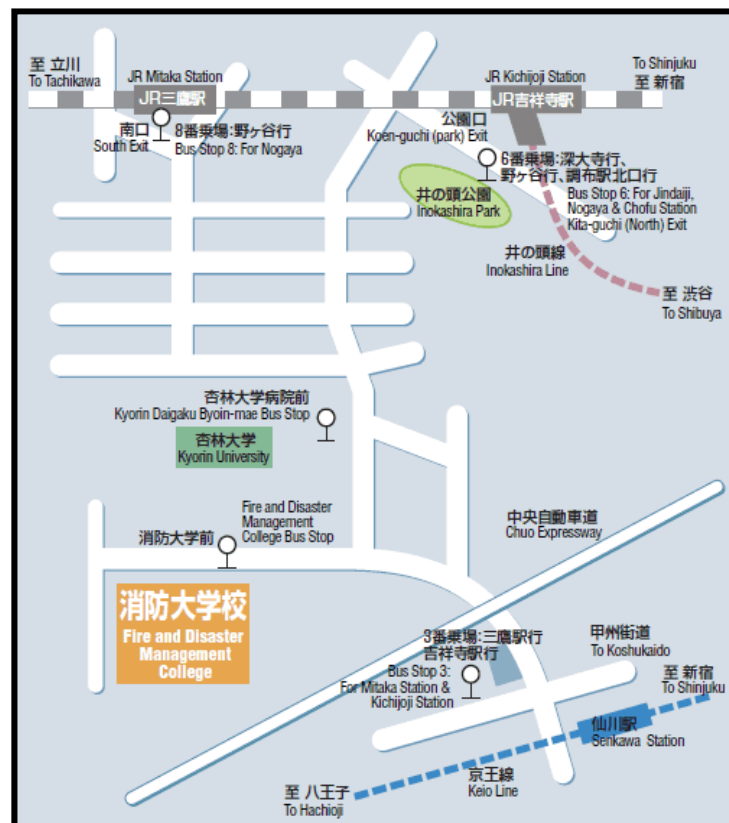 至 立川
To Tachikawa
JR Mitaka Station
JR三鷹駅
南口
South Exit
8番乗場:野ヶ谷行
Bus Stop 8: For Nogaya
JR Kichijoji Station
JR吉祥寺駅
To Shinjuku
至 新宿
公園口
Koen-guchi (park) Exit
6番乗場:深大寺行、
野ヶ谷行、調布駅北口行
Bus Stop 6: For Jindaiji,
Nogaya & Chofu Station
Kita-guchi (North) Exit
井の頭公園
Inokashira Park
井の頭線
Inokashira Line
至 渋谷
To Shibuya
杏林大学病院前
Kyorin Daigaku Byoin-mae Bus Stop
杏林大学
Kyorin University
消防大学前
Fire and Disaster
Management
College Bus Stop
中央自動車道
Chuo Expressway
消防大学校
Fire and Disaster
Management
College
3番乗場:三鷹駅行
吉祥寺駅行
Bus Stop 3:
For Mitaka Station &
Kichijoji Station
甲州街道
To Koshukaido
至 新宿
To Shinjuku
仙川駅
Senkawa Station
京王線
Keio Line
至 八王子
To Hachioji